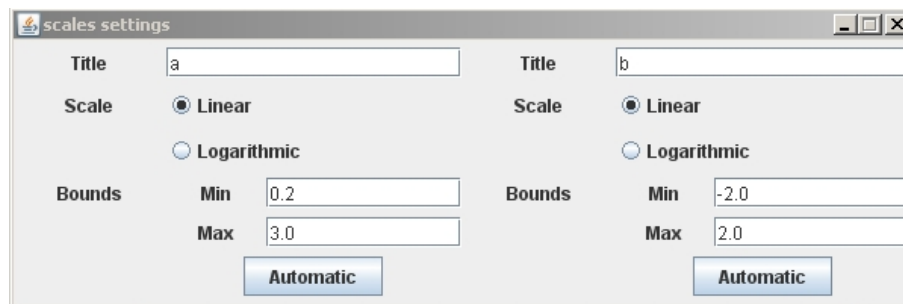 scales settings
Title a Title b
Scale Linear Scale Linear
Logarithmic Logarithmic
Bounds Min 0.2 Bounds Min -2.0
Max 3.0 Max 2.0
Automatic Automatic